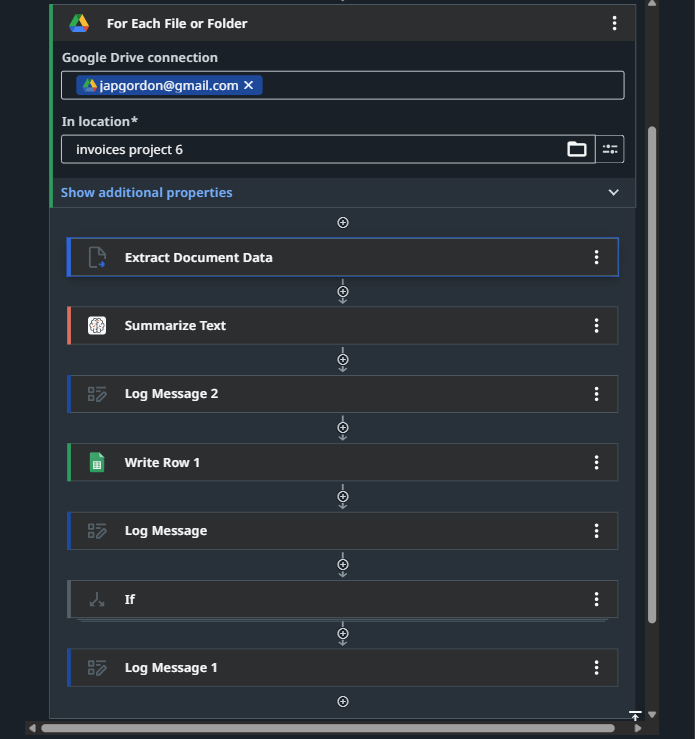 For Each File or Folder
Google Drive connection
japgordon@gmail.com
In location*
invoices project 6
Show additional properties
Extract Document Data
Summarize Text
Log Message 2
Write Row 1
Log Message
If
Log Message 1